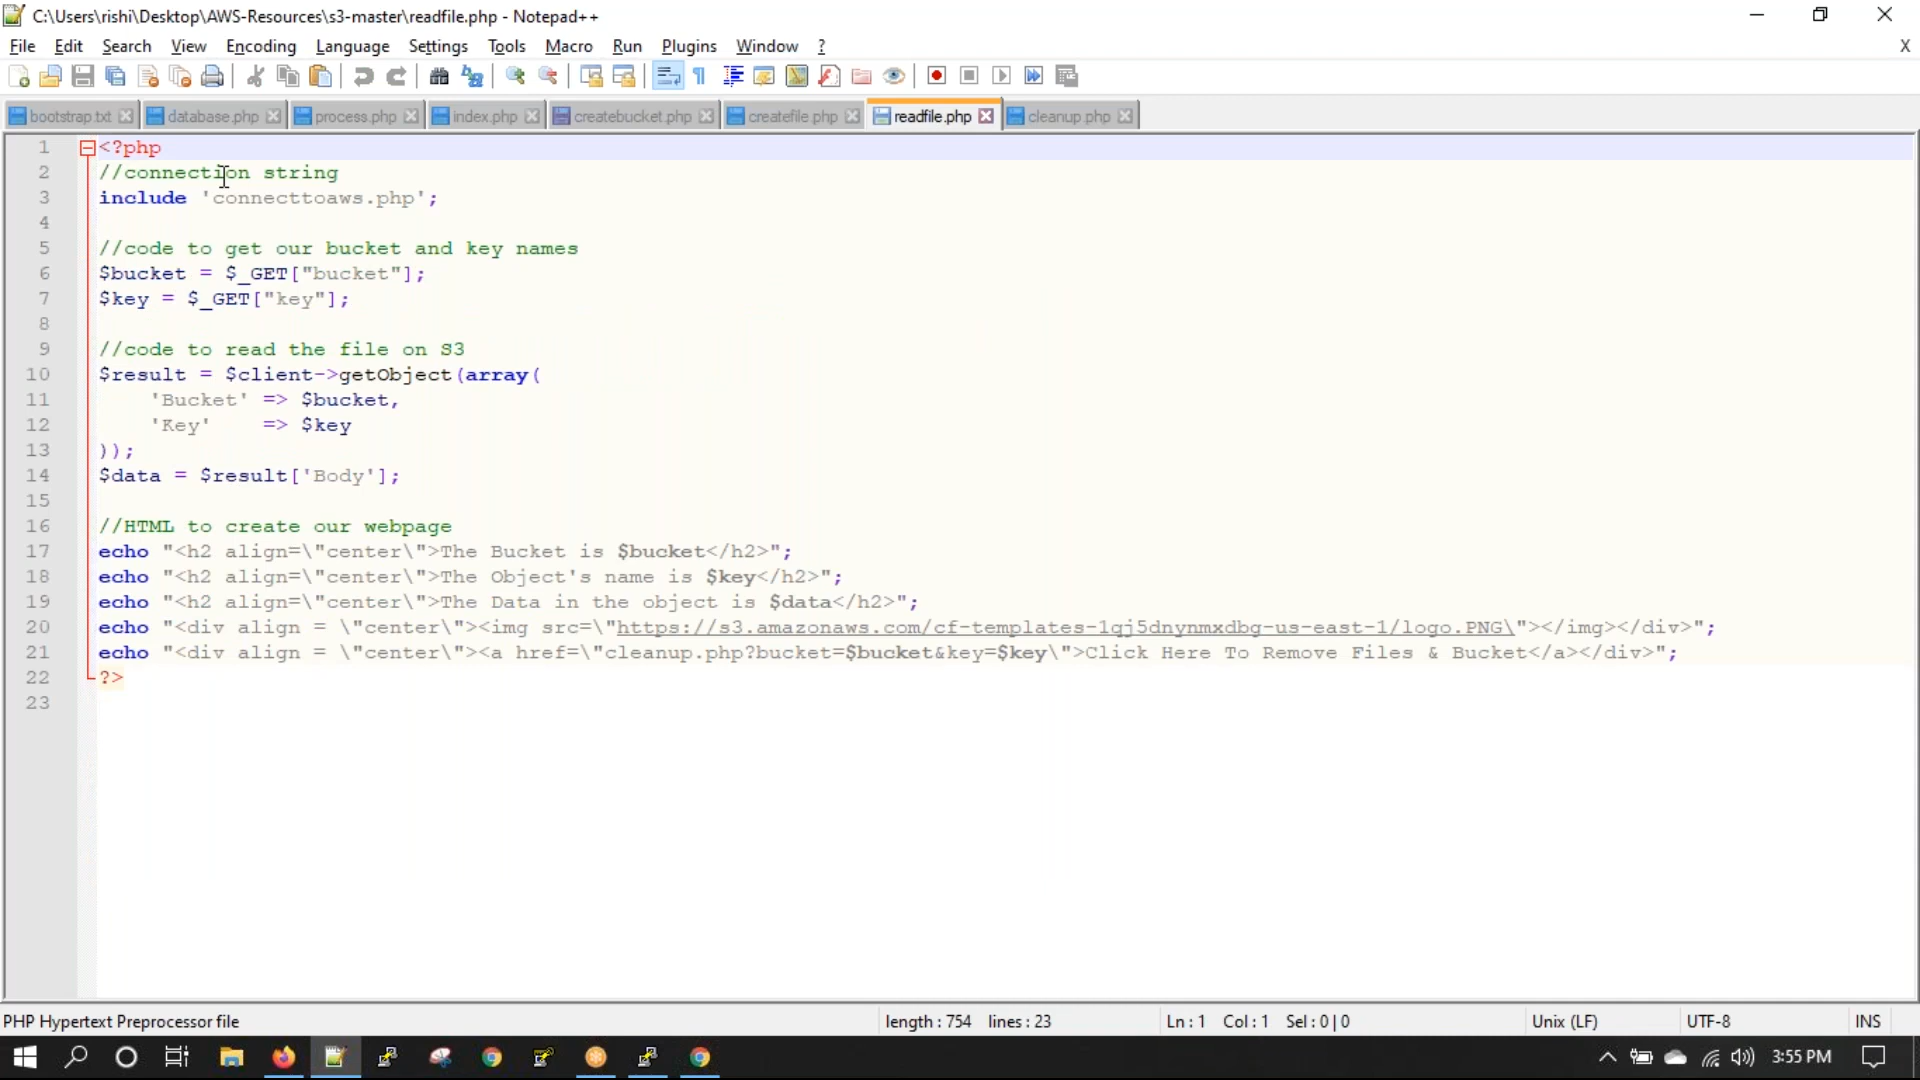 C:\Users\rishi\Desktop\AWS-Resources\s3-master\readfile.php - Notepad++
File Edit Search View Encoding Language Settings Tools Macro Run Plugins Window ? X
bootstrap.txt database.php process.php index.php createbucket.php createfile.php readfile.php cleanup.php
1 <?php
2 //connection string
3 include 'connecttoaws.php';
4
5 //code to get our bucket and key names
6 $bucket = $_GET["bucket"];
7 $key = $_GET["key"];
8
9 //code to read the file on S3
10 $result = $client->getObject(array(
11 'Bucket' => $bucket,
12 'Key'    => $key
13 ));
14 $data = $result['Body'];
15
16 //HTML to create our webpage
17 echo "<h2 align=\"center\">The Bucket is $bucket</h2>";
18 echo "<h2 align=\"center\">The Object's name is $key</h2>";
19 echo "<h2 align=\"center\">The Data in the object is $data</h2>";
20 echo "<div align = \"center\"><img src=\"https://s3.amazonaws.com/cf-templates-1qj5dnynmxdbg-us-east-1/logo.PNG\"></img></div>";
21 echo "<div align = \"center\"><a href=\"cleanup.php?bucket=$bucket&key=$key\">Click Here To Remove Files & Bucket</a></div>";
22 ?>
23
PHP Hypertext Preprocessor file length : 754 lines : 23 Ln : 1 Col : 1 Sel : 0 | 0 Unix (LF) UTF-8 INS
3:55 PM